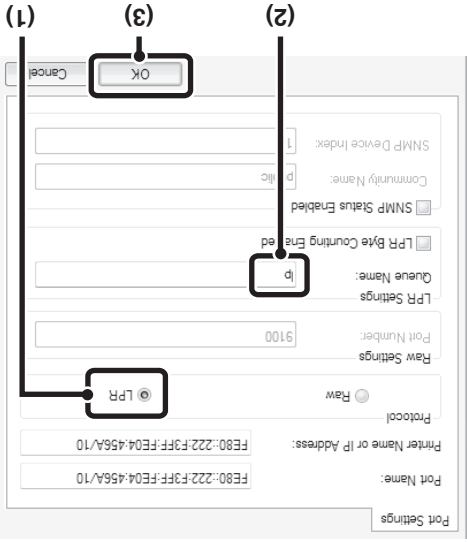 Port Settings
Port Name: FE80::222:F3FF:FE04:456A/10
Printer Name or IP Address: FE80::222:F3FF:FE04:456A/10
Protocol
Raw LPR
Raw Settings
Port Number: 9100
LPR Settings
Queue Name: lp
LPR Byte Counting Enabled
SNMP Status Enabled
Community Name: public
SNMP Device Index: 1
OK Cancel
(2) (3) (1)